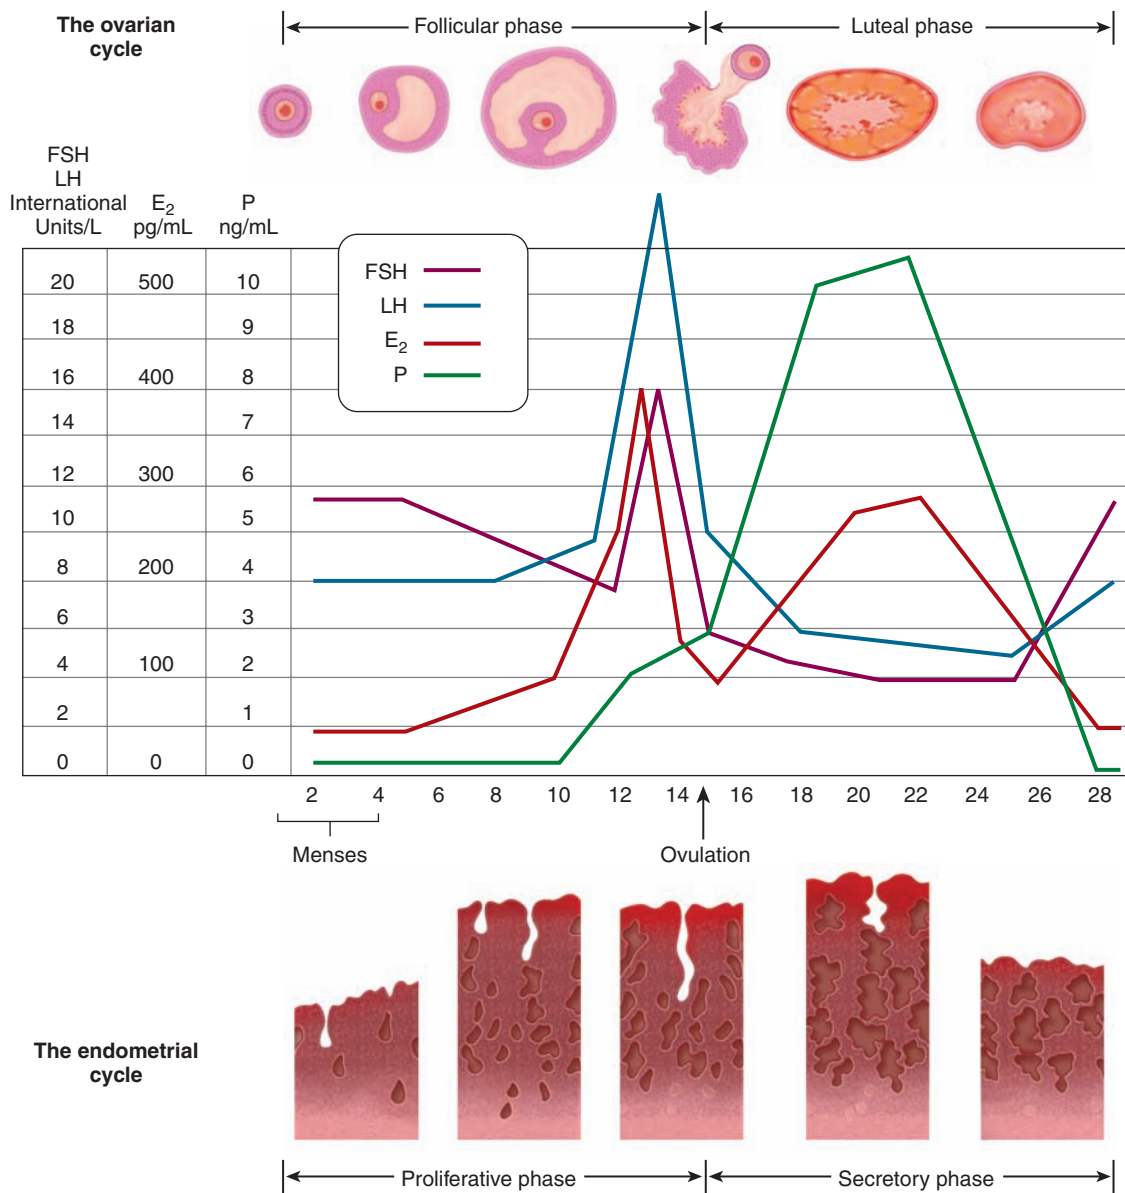 The ovarian
cycle
Follicular phase
Luteal phase
FSH
LH
International
Units/L
E₂
pg/mL
P
ng/mL
FSH
LH
E₂
P
20 500 10
18 9
16 400 8
14 7
12 300 6
10 5
8 200 4
6 3
4 100 2
2 1
0 0 0
2 4 6 8 10 12 14 16 18 20 22 24 26 28
Menses
Ovulation
The endometrial
cycle
Proliferative phase
Secretory phase